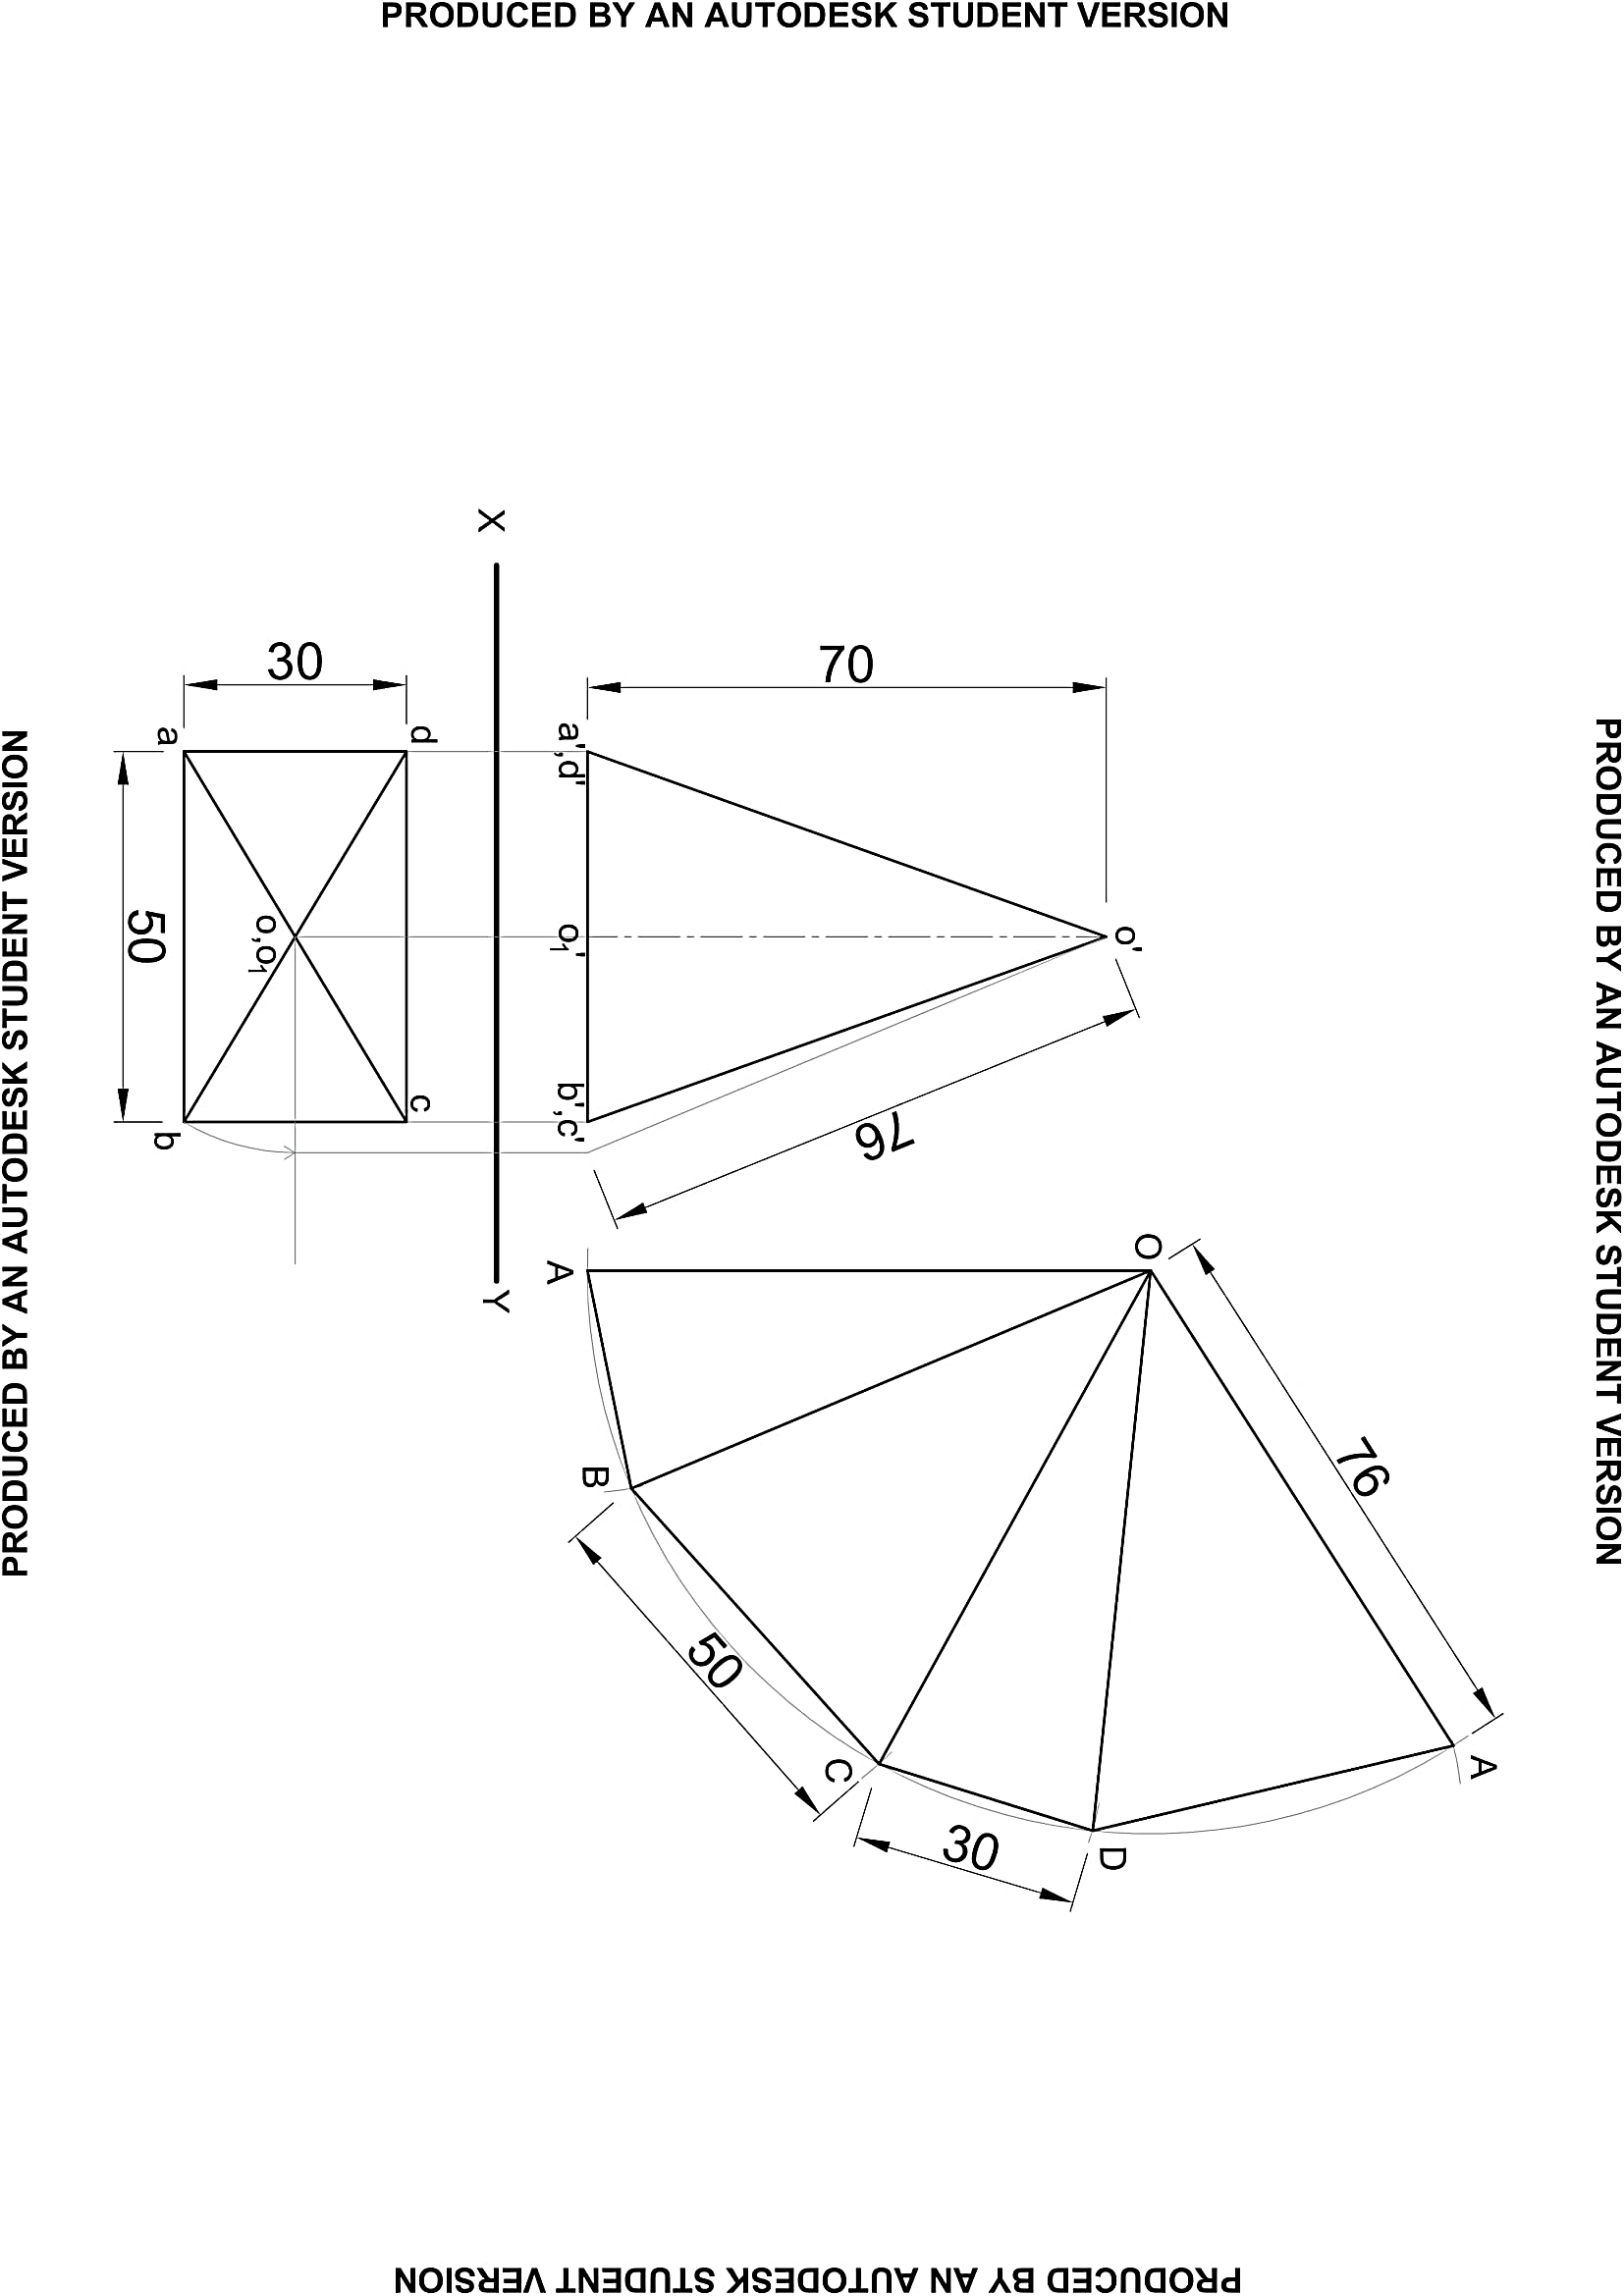 PRODUCED BY AN AUTODESK STUDENT VERSION
PRODUCED BY AN AUTODESK STUDENT VERSION
PRODUCED BY AN AUTODESK STUDENT VERSION
X
70
30
a
d
a',d'
50
o,o₁
o₁'
o'
b
c
b',c'
76
Y
A
O
B
76
50
C
30
D
A
PRODUCED BY AN AUTODESK STUDENT VERSION